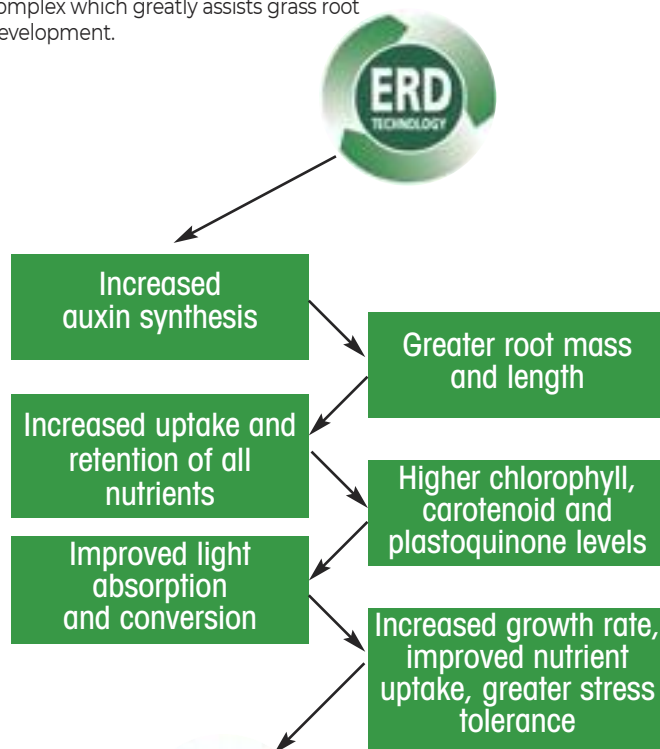 omplex which greatly assists grass root
evelopment.
ERD
TECHNOLOGY
Increased
auxin synthesis
Greater root mass
and length
Increased uptake and
retention of all
nutrients
Higher chlorophyll,
carotenoid and
plastoquinone levels
Improved light
absorption
and conversion
Increased growth rate,
improved nutrient
uptake, greater stress
tolerance